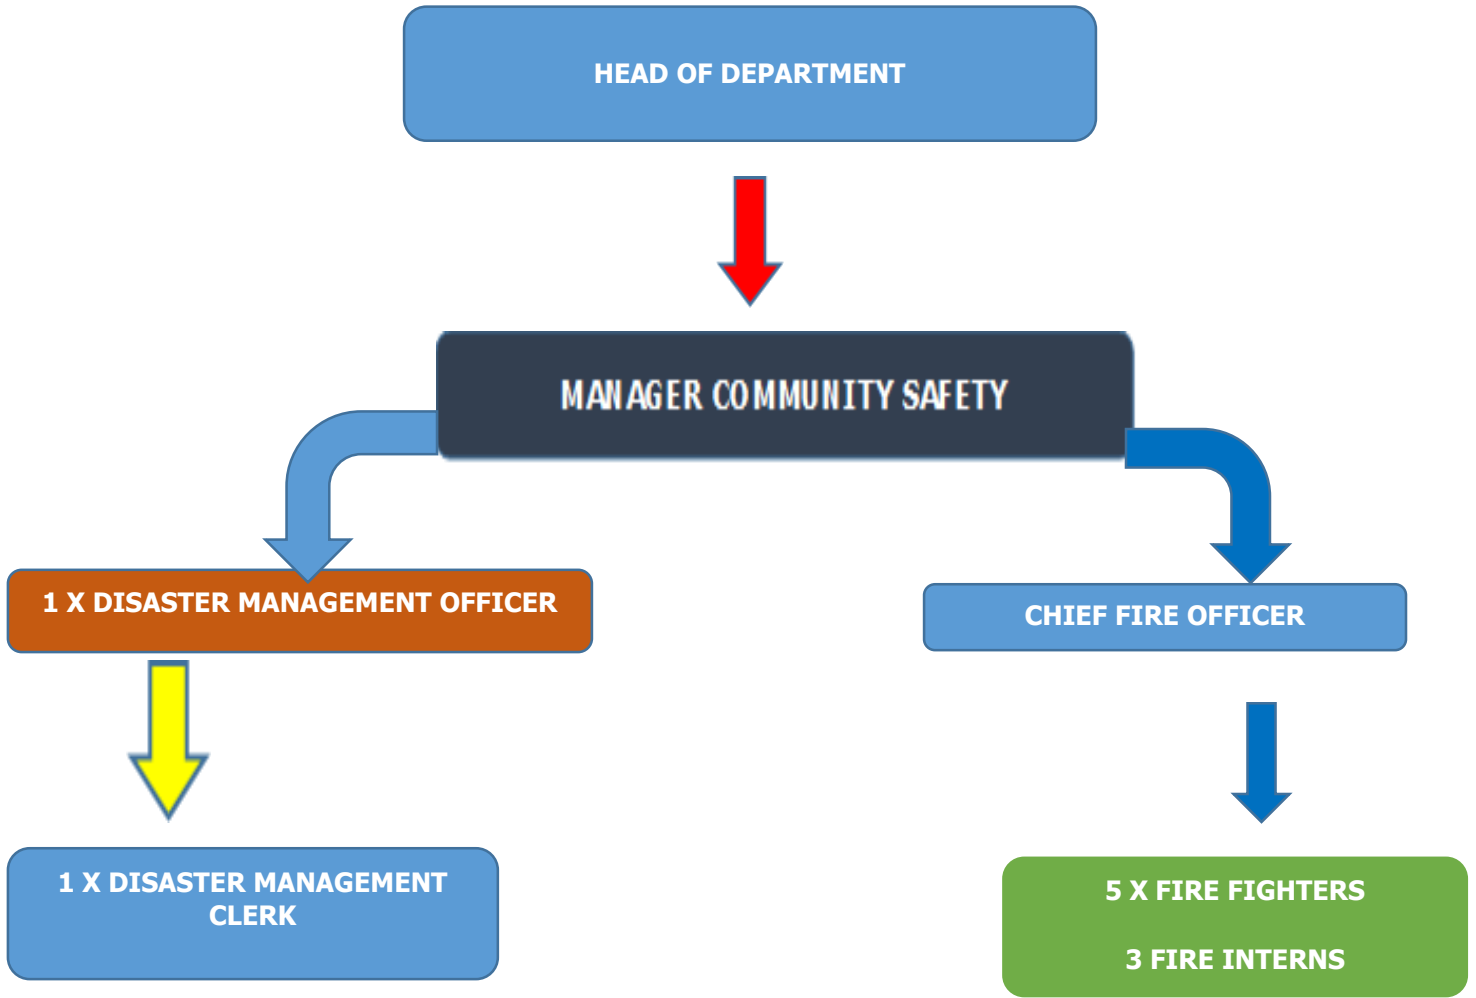 HEAD OF DEPARTMENT
MANAGER COMMUNITY SAFETY
1 X DISASTER MANAGEMENT OFFICER
CHIEF FIRE OFFICER
1 X DISASTER MANAGEMENT
CLERK
5 X FIRE FIGHTERS
3 FIRE INTERNS